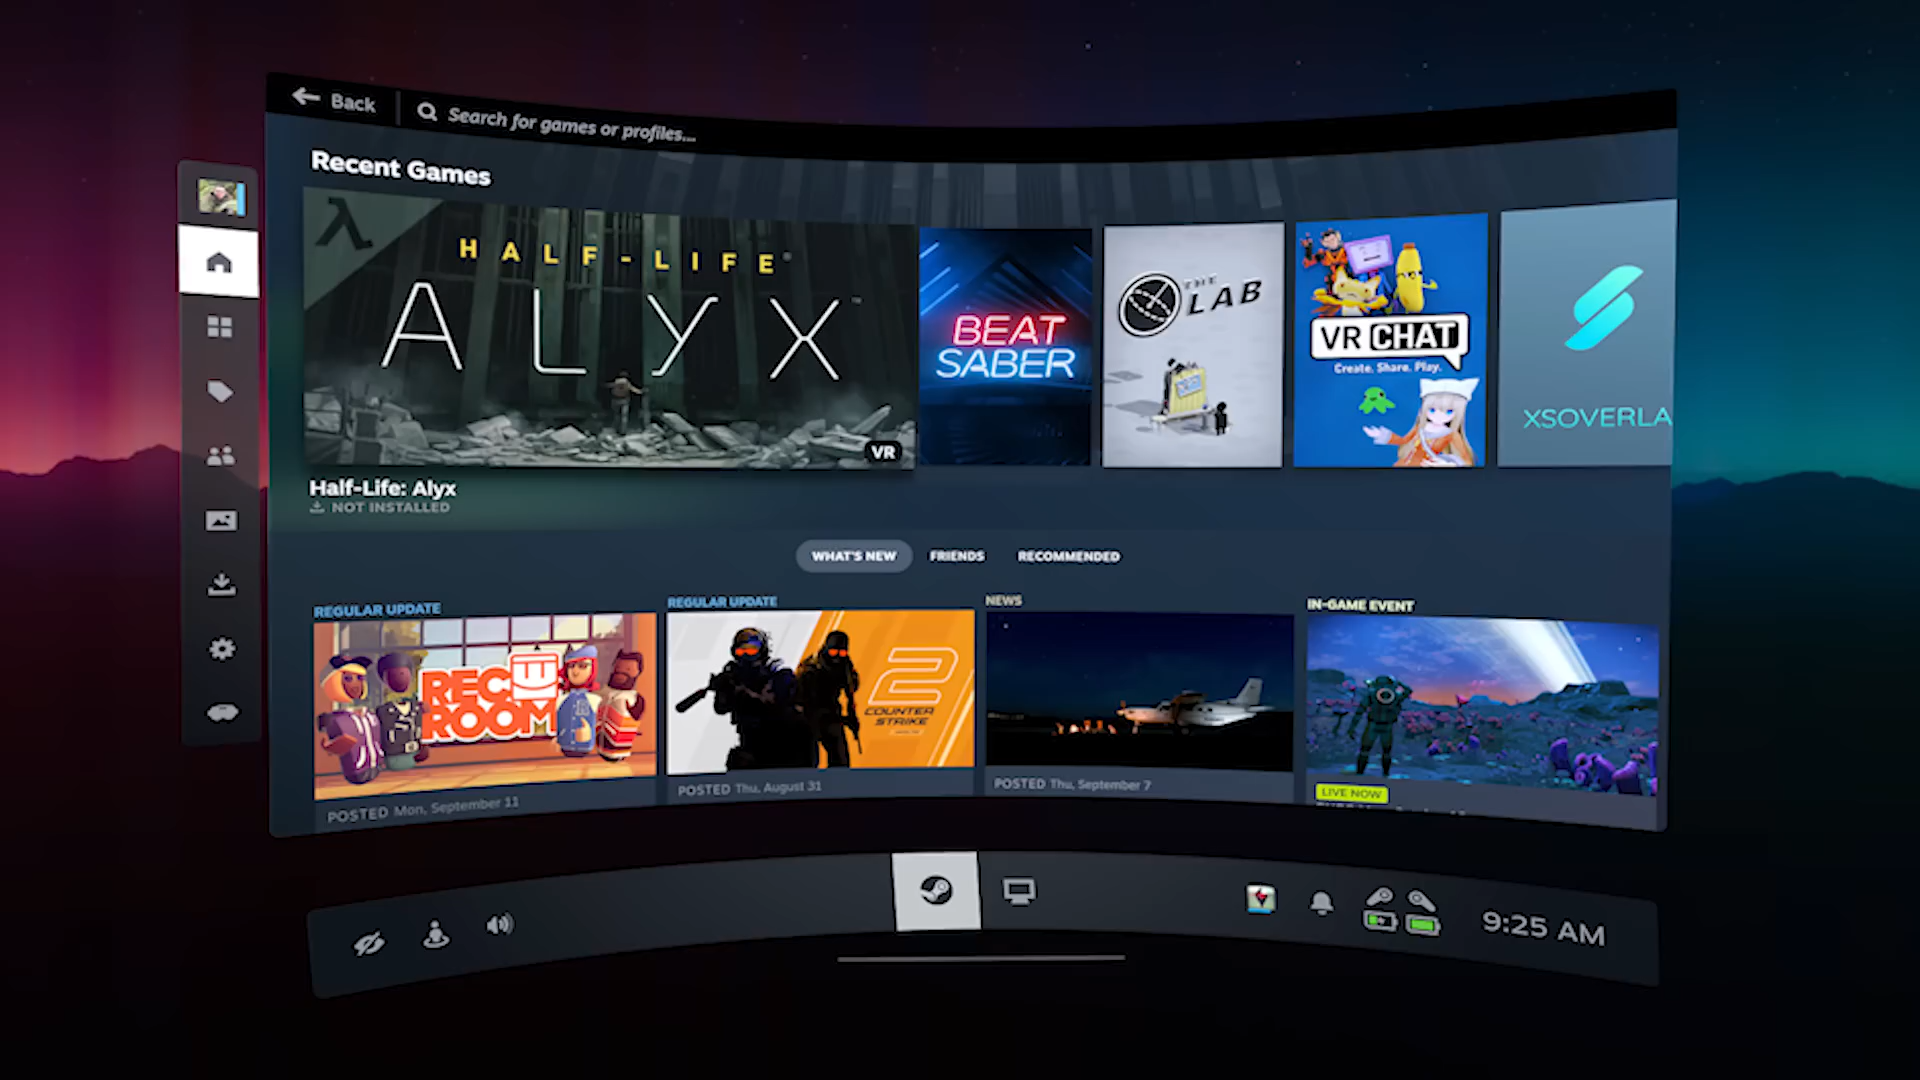 Back
Search for games or profiles...
Recent Games
HALF-LIFE
ALYX
VR
BEAT
SABER
THE
LAB
VR CHAT
Create. Share. Play.
XSOVERLA
Half-Life: Alyx
NOT INSTALLED
WHAT'S NEW
FRIENDS
RECOMMENDED
REGULAR UPDATE
REGULAR UPDATE
NEWS
IN-GAME EVENT
REC
ROOM
2
COUNTER
STRIKE
POSTED Mon, September 11
POSTED Thu, August 31
POSTED Thu, September 7
LIVE NOW
9:25 AM